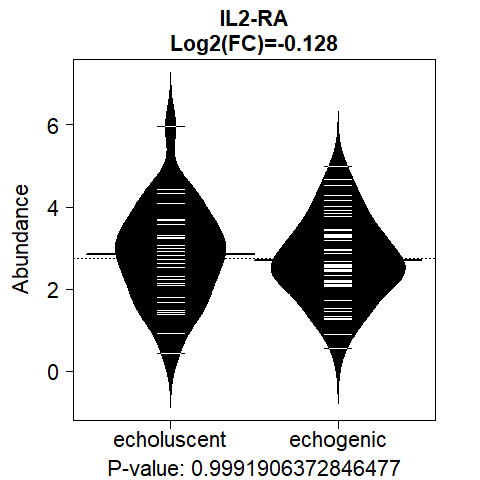 IL2-RA
Log2(FC)=-0.128
Abundance
6
4
2
0
echoluscent echogenic
P-value: 0.9991906372846477